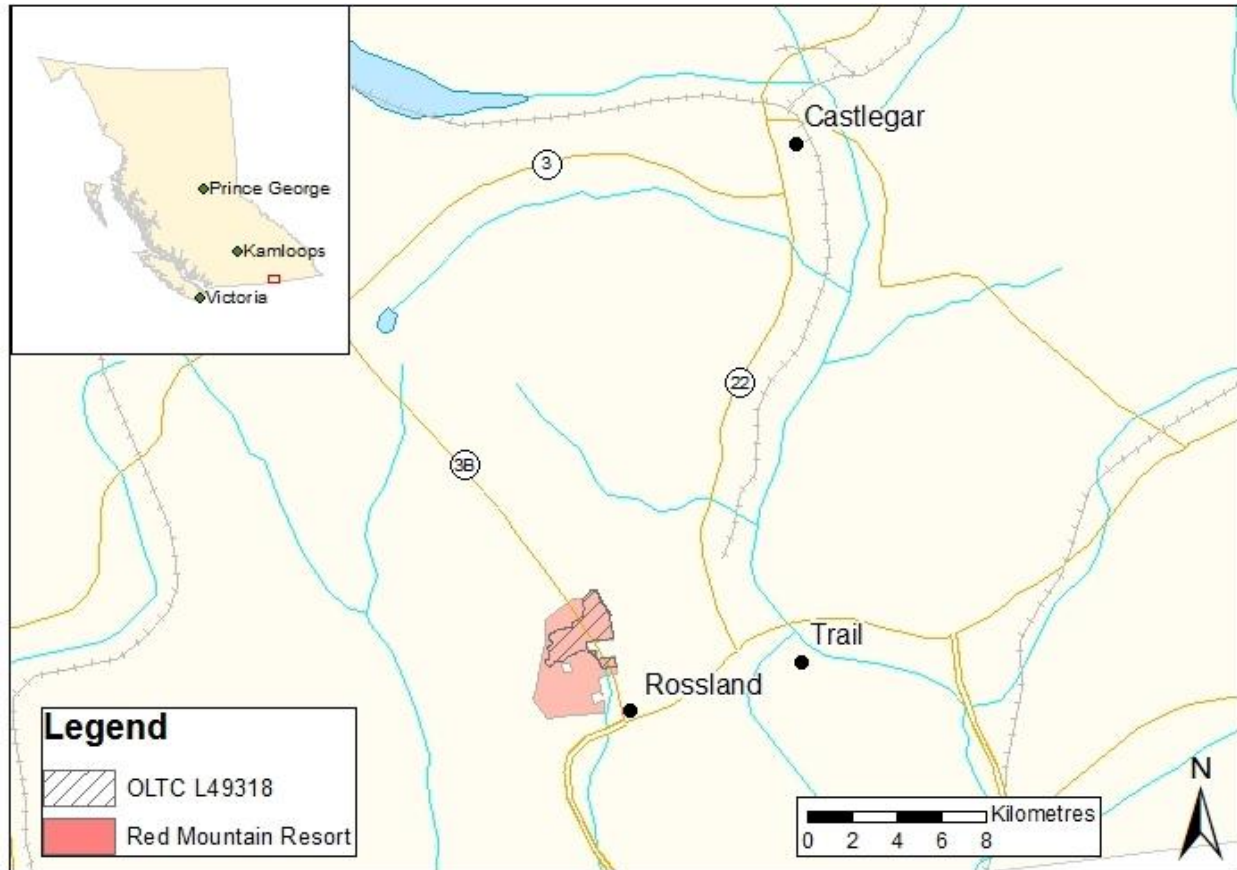 Prince George
Kamloops
Victoria
Castlegar
3
22
3B
Trail
Rossland
Legend
OLTC L49318
Red Mountain Resort
N
Kilometres
0 2 4 6 8